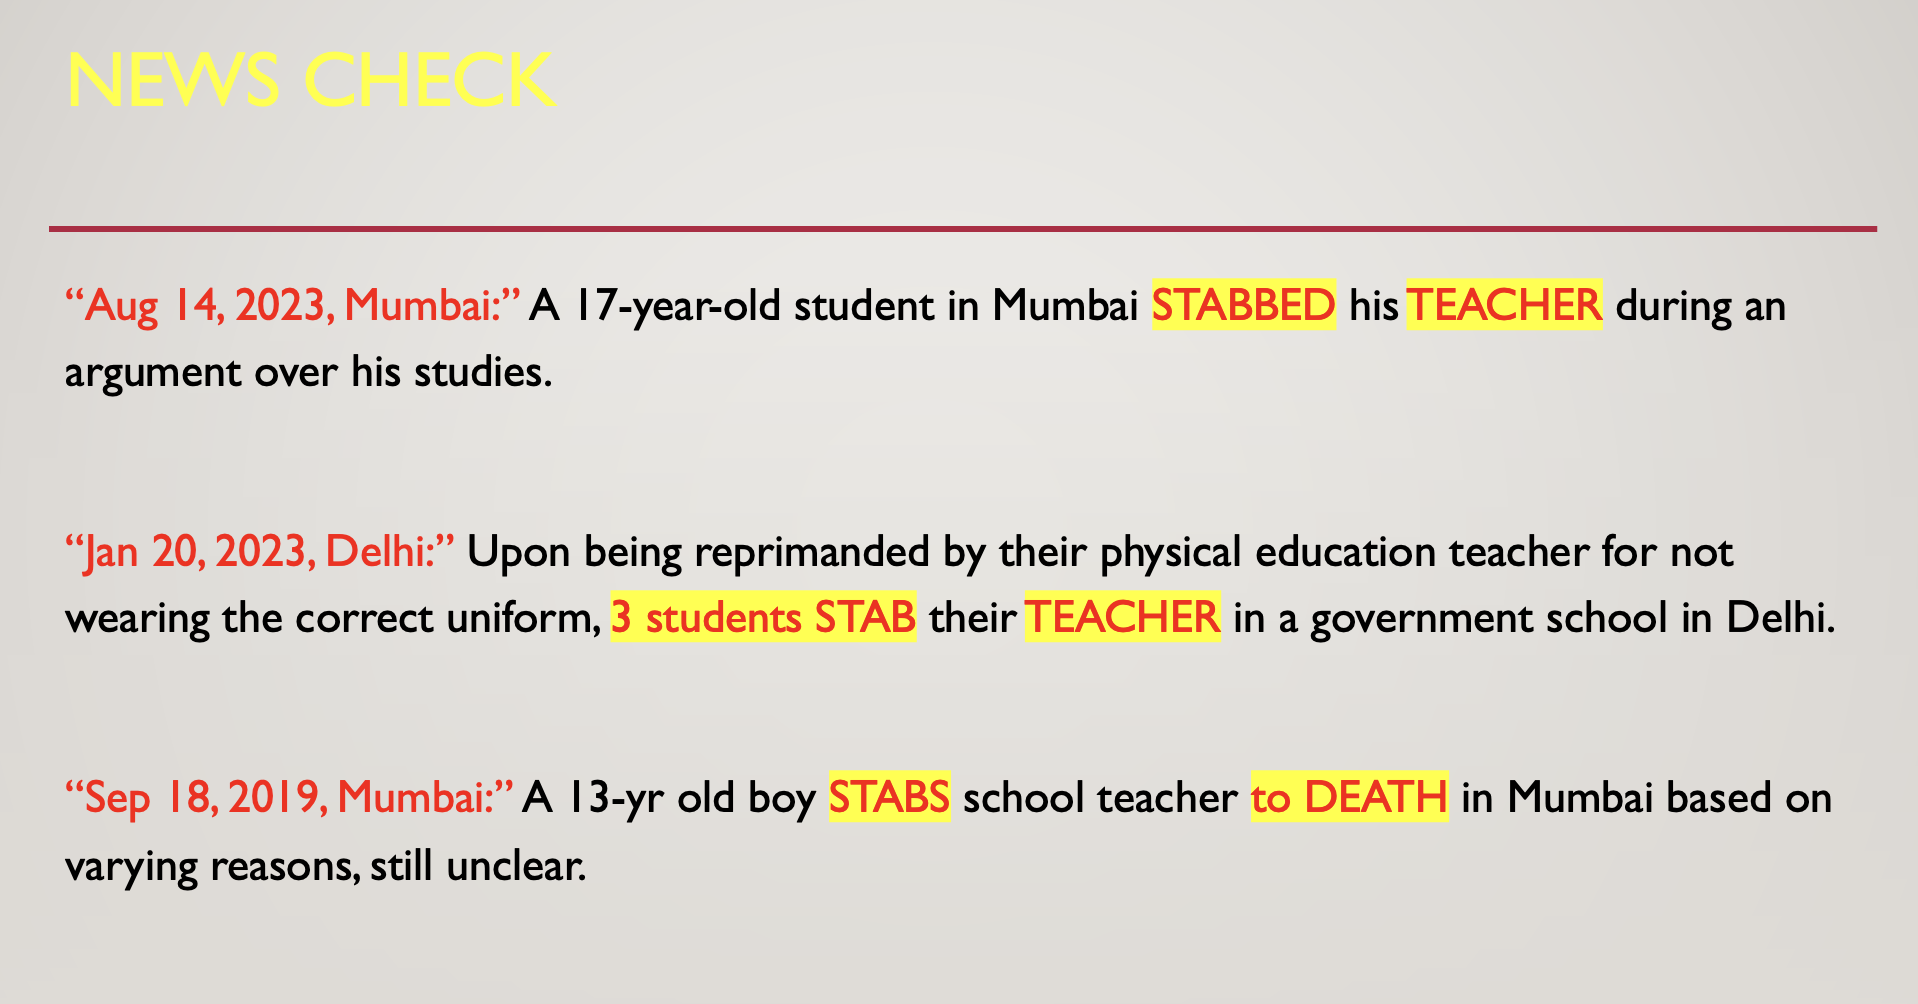 NEWS CHECK
“Aug 14, 2023, Mumbai:” A 17-year-old student in Mumbai STABBED his TEACHER during an
argument over his studies.
“Jan 20, 2023, Delhi:” Upon being reprimanded by their physical education teacher for not
wearing the correct uniform, 3 students STAB their TEACHER in a government school in Delhi.
“Sep 18, 2019, Mumbai:” A 13-yr old boy STABS school teacher to DEATH in Mumbai based on
varying reasons, still unclear.